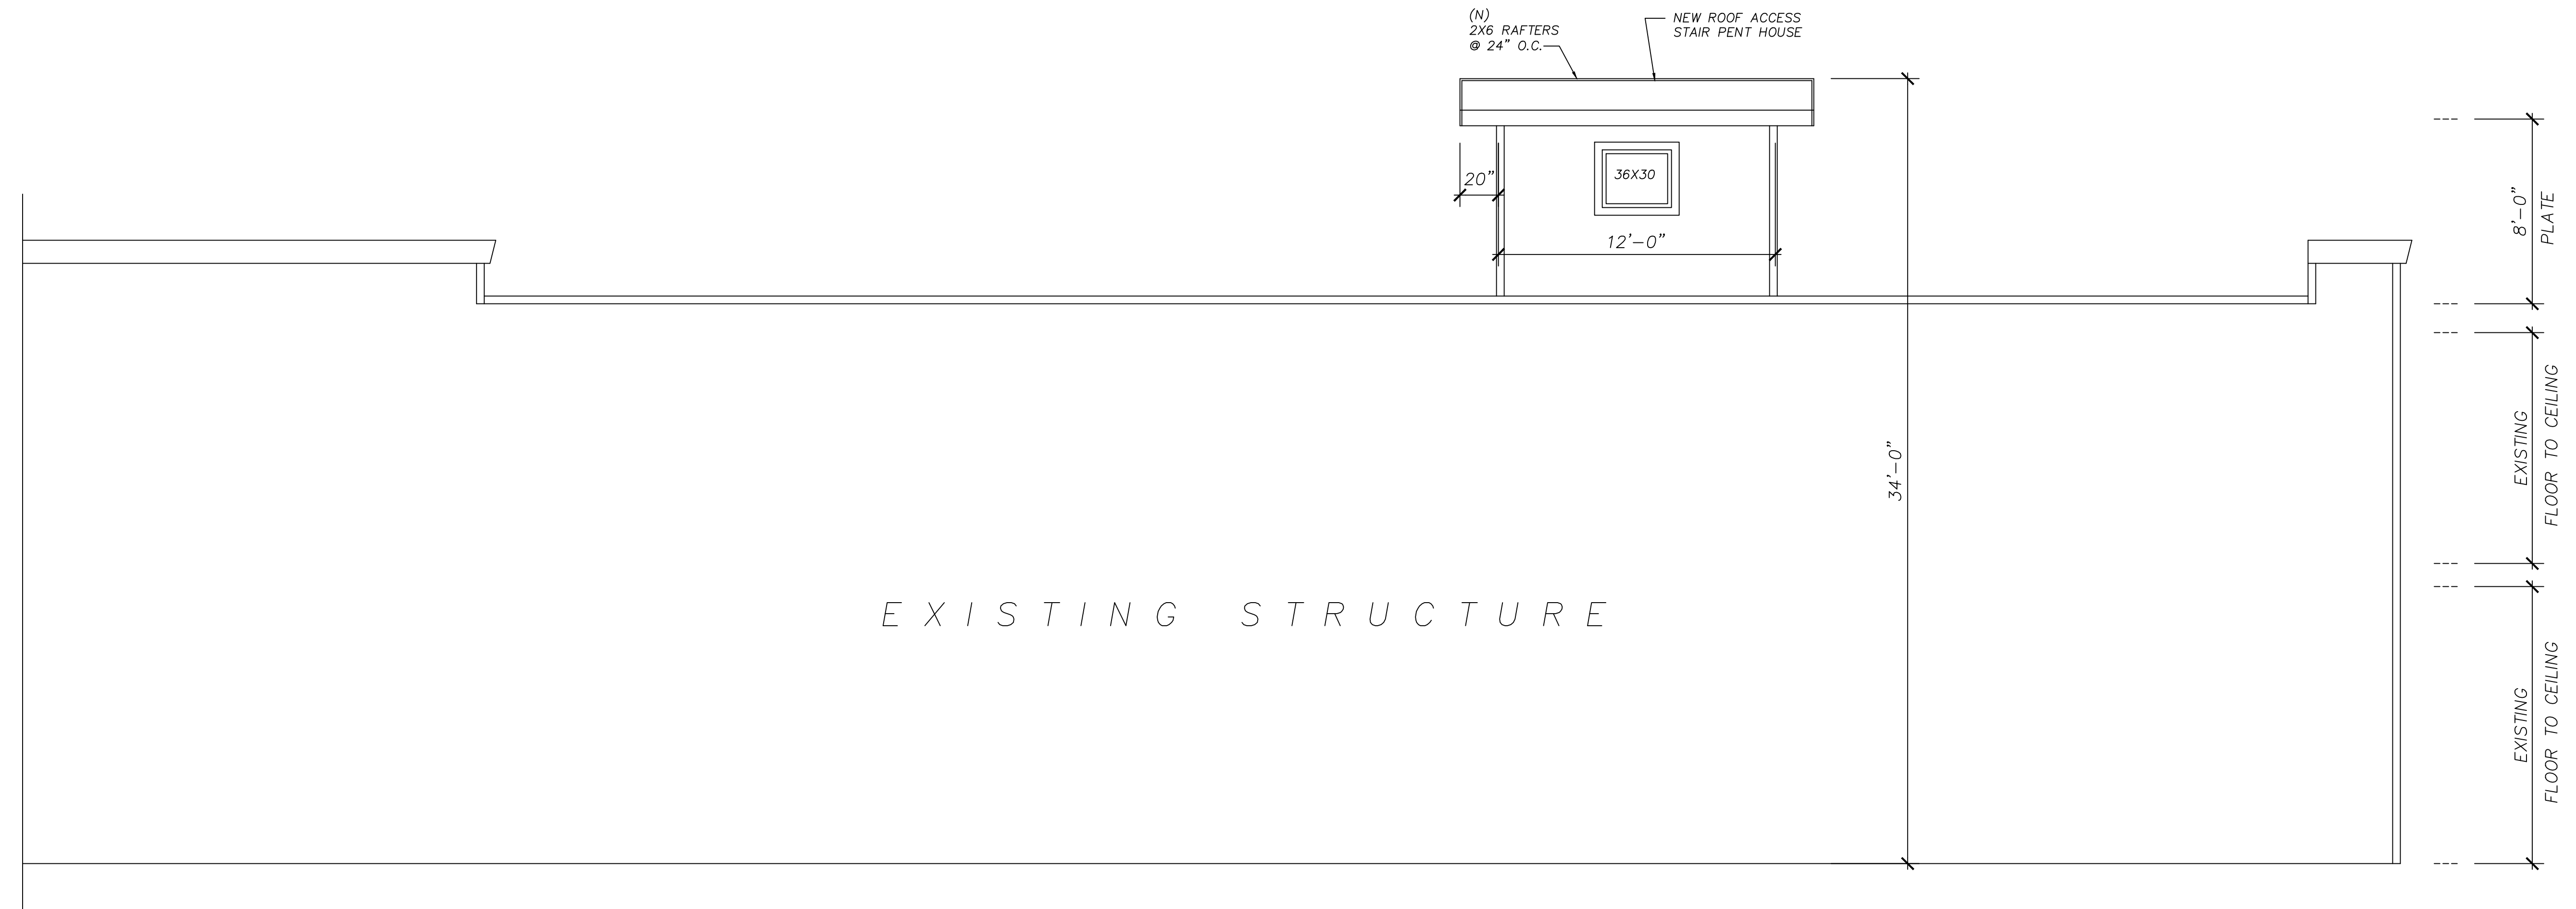 (N)
2X6 RAFTERS
@ 24" O.C.
NEW ROOF ACCESS
STAIR PENT HOUSE
36X30
20"
12'-0"
34'-0"
8'-0"
PLATE
EXISTING
FLOOR TO CEILING
EXISTING STRUCTURE
EXISTING
FLOOR TO CEILING